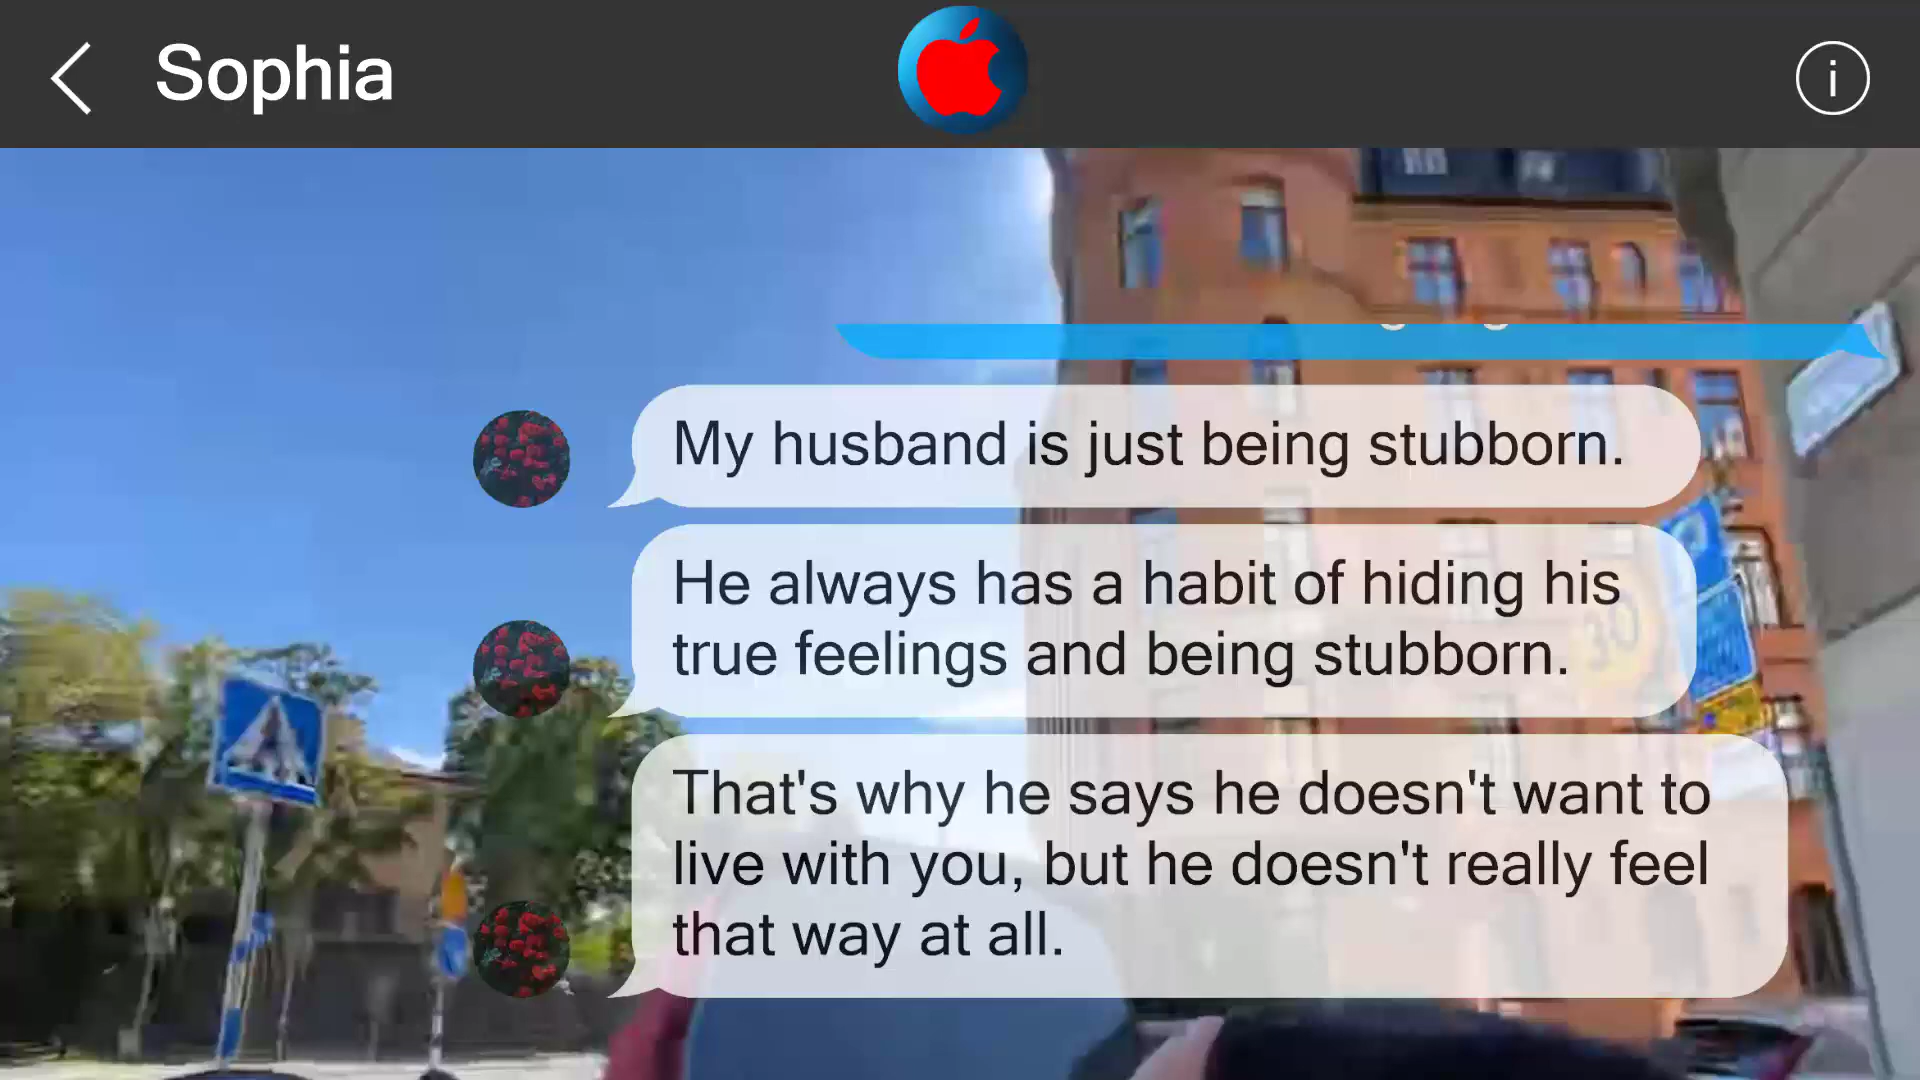 Sophia
My husband is just being stubborn.
He always has a habit of hiding his
true feelings and being stubborn.
That's why he says he doesn't want to
live with you, but he doesn't really feel
that way at all.
30